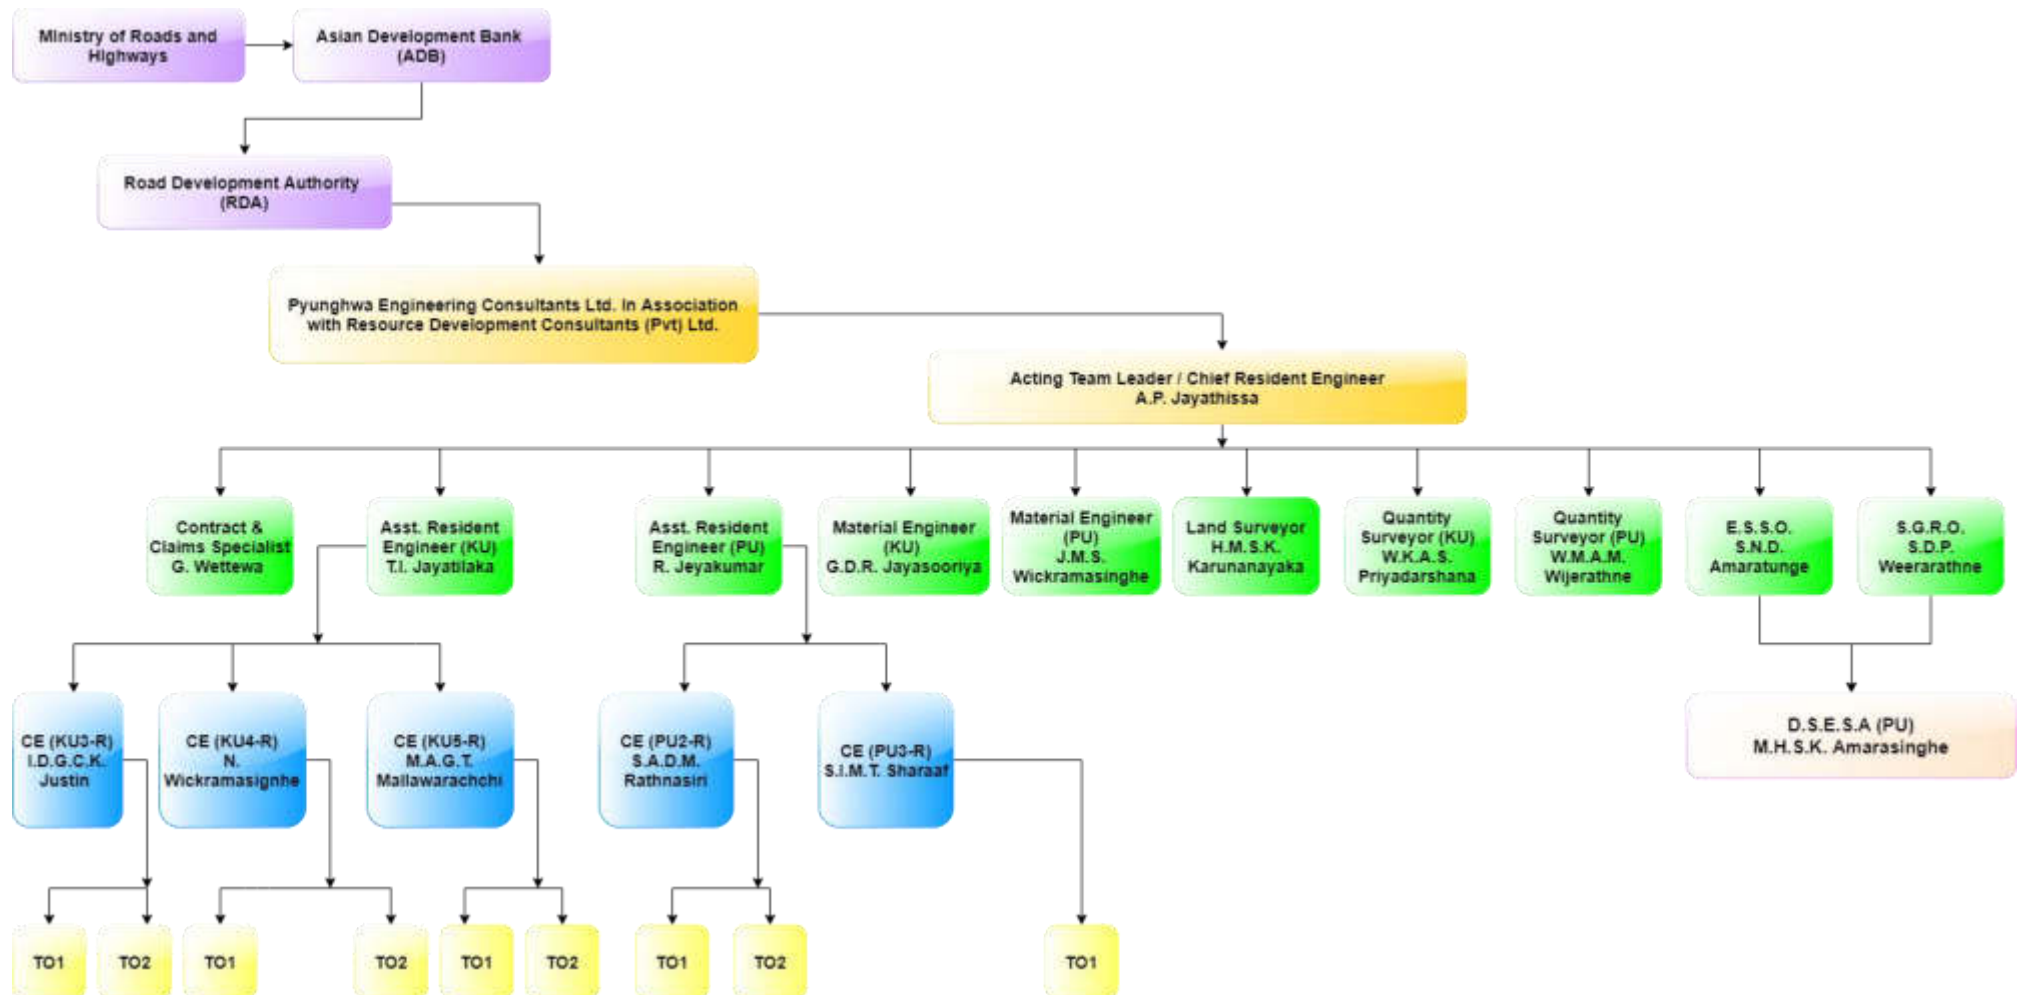 Ministry of Roads and
Highways
Asian Development Bank
(ADB)
Road Development Authority
(RDA)
Pyunghwa Engineering Consultants Ltd. In Association
with Resource Development Consultants (Pvt) Ltd.
Acting Team Leader / Chief Resident Engineer
A.P. Jayathissa
Contract &
Claims Specialist
G. Wettewa
Asst. Resident
Engineer (KU)
T.I. Jayatilaka
Asst. Resident
Engineer (PU)
R. Jeyakumar
Material Engineer
(KU)
G.D.R. Jayasooriya
Material Engineer
(PU)
J.M.S.
Wickramasinghe
Land Surveyor
H.M.S.K.
Karunanayaka
Quantity
Surveyor (KU)
W.K.A.S.
Priyadarshana
Quantity
Surveyor (PU)
W.M.A.M.
Wijerathne
E.S.S.O.
S.N.D.
Amaratunge
S.G.R.O.
S.D.P.
Weerarathne
CE (KU3-R)
I.D.G.C.K.
Justin
CE (KU4-R)
N.
Wickramasignhe
CE (KU5-R)
M.A.G.T.
Mallawarachchi
CE (PU2-R)
S.A.D.M.
Rathnasiri
CE (PU3-R)
S.I.M.T. Sharaaf
D.S.E.S.A (PU)
M.H.S.K. Amarasinghe
TO1
TO2
TO1
TO2
TO1
TO2
TO1
TO2
TO1